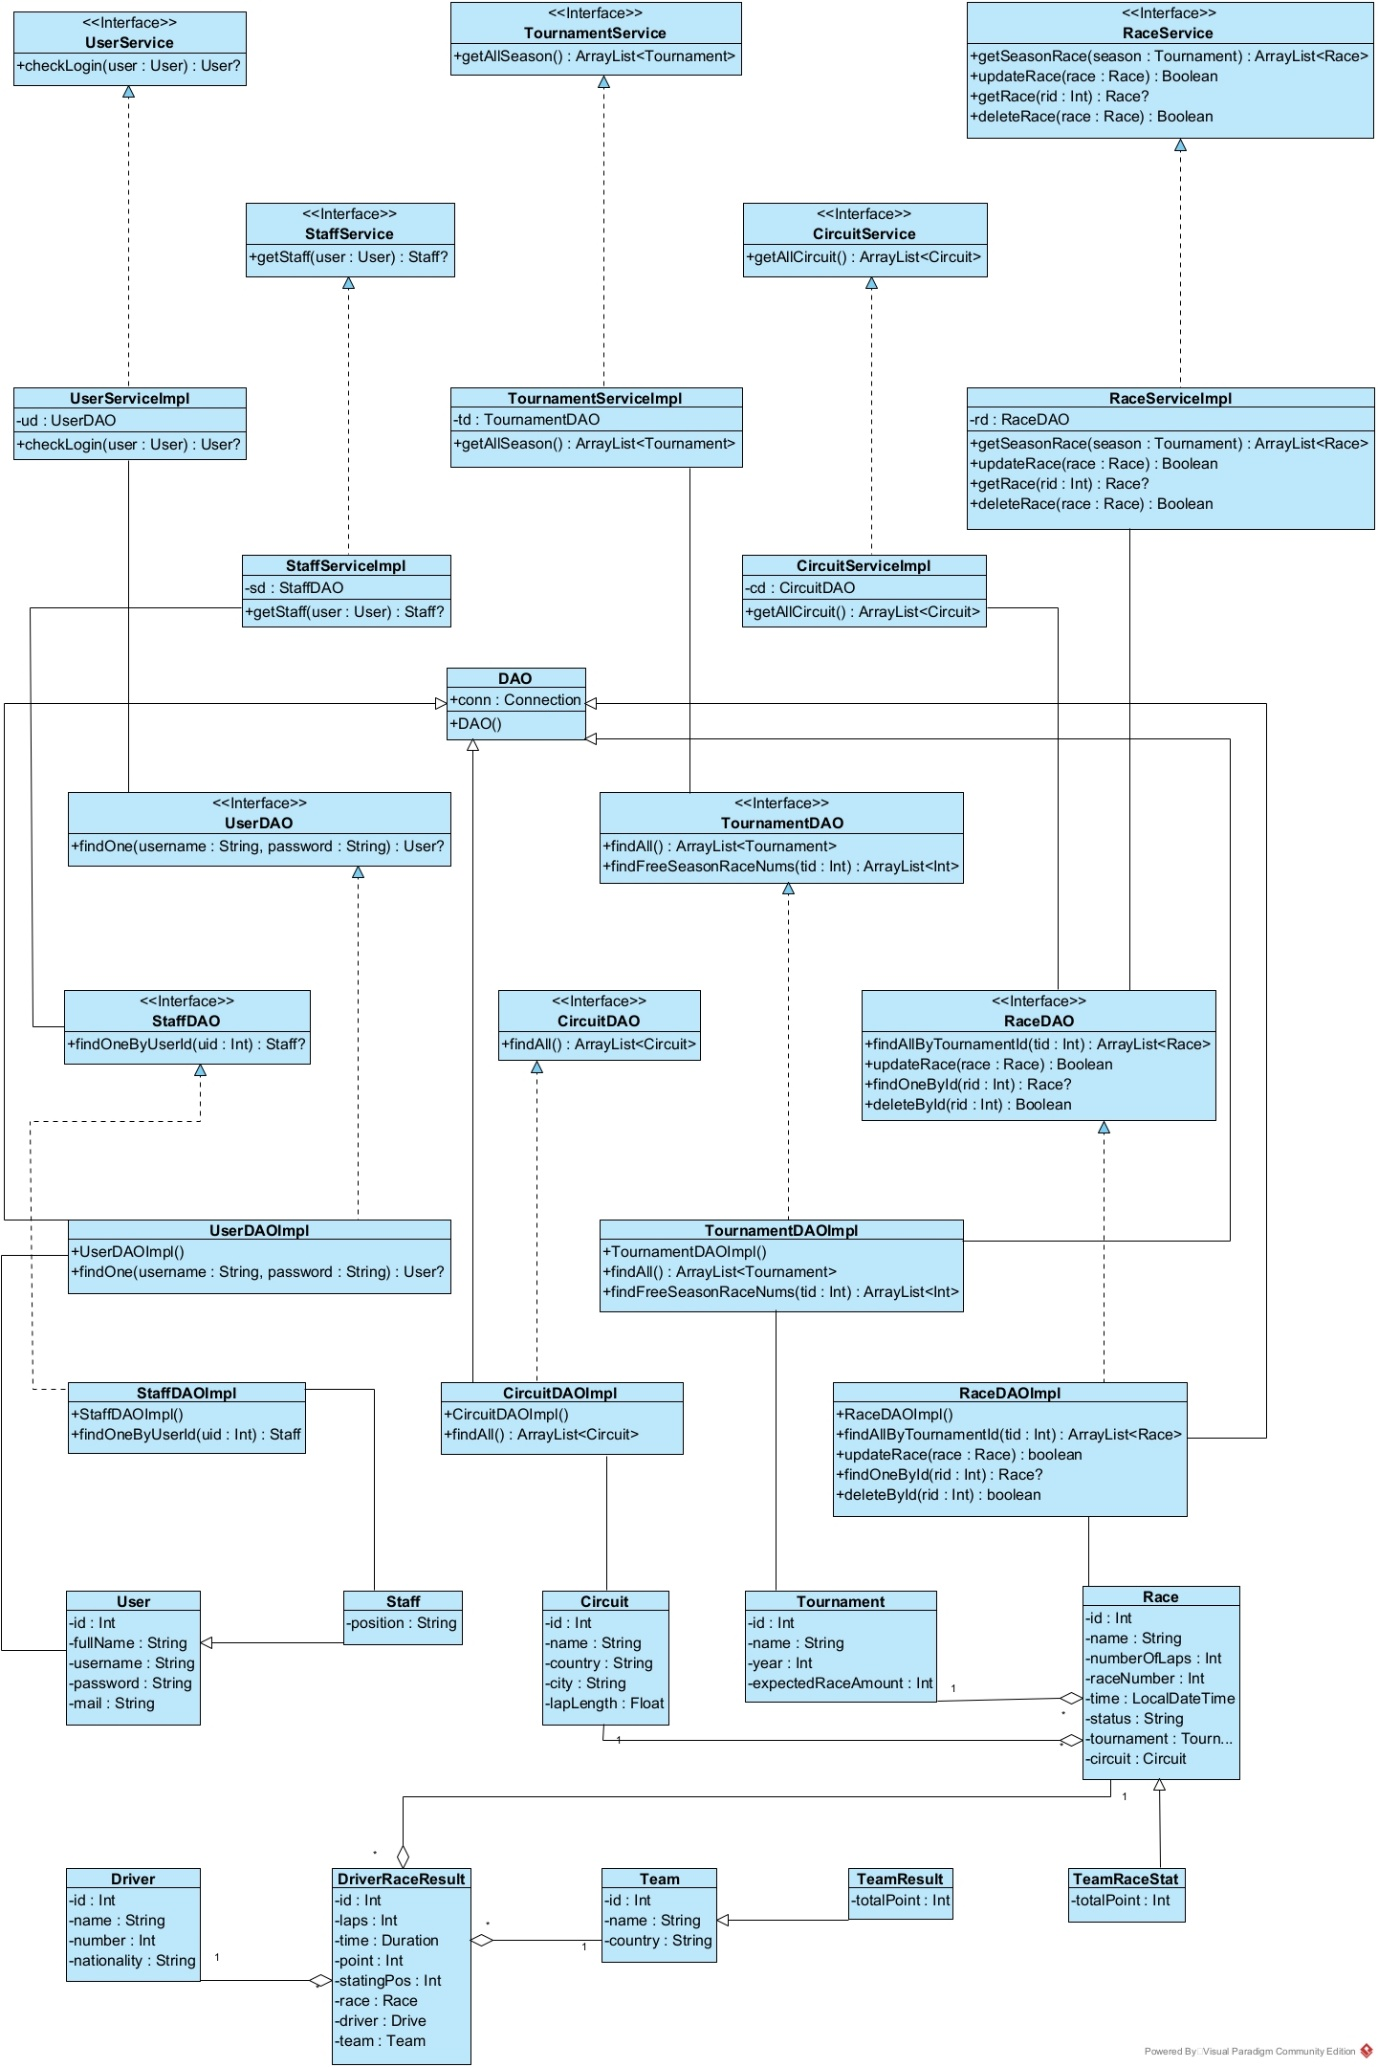 <<Interface>>
UserService
+checkLogin(user : User) : User?
<<Interface>>
TournamentService
+getAllSeason() : ArrayList<Tournament>
<<Interface>>
RaceService
+getSeasonRace(season : Tournament) : ArrayList<Race>
+updateRace(race : Race) : Boolean
+getRace(rid : Int) : Race?
+deleteRace(race : Race) : Boolean
<<Interface>>
StaffService
+getStaff(user : User) : Staff?
<<Interface>>
CircuitService
+getAllCircuit() : ArrayList<Circuit>
UserServiceImpl
-ud : UserDAO
+checkLogin(user : User) : User?
TournamentServiceImpl
-td : TournamentDAO
+getAllSeason() : ArrayList<Tournament>
RaceServiceImpl
-rd : RaceDAO
+getSeasonRace(season : Tournament) : ArrayList<Race>
+updateRace(race : Race) : Boolean
+getRace(rid : Int) : Race?
+deleteRace(race : Race) : Boolean
StaffServiceImpl
-sd : StaffDAO
+getStaff(user : User) : Staff?
CircuitServiceImpl
-cd : CircuitDAO
+getAllCircuit() : ArrayList<Circuit>
DAO
+conn : Connection
+DAO()
<<Interface>>
UserDAO
+findOne(username : String, password : String) : User?
<<Interface>>
TournamentDAO
+findAll() : ArrayList<Tournament>
+findFreeSeasonRaceNums(tid : Int) : ArrayList<Int>
<<Interface>>
StaffDAO
+findOneByUserId(uid : Int) : Staff?
<<Interface>>
CircuitDAO
+findAll() : ArrayList<Circuit>
<<Interface>>
RaceDAO
+findAllByTournamentId(tid : Int) : ArrayList<Race>
+updateRace(race : Race) : Boolean
+findOneById(rid : Int) : Race?
+deleteById(rid : Int) : Boolean
UserDAOImpl
+UserDAOImpl()
+findOne(username : String, password : String) : User?
TournamentDAOImpl
+TournamentDAOImpl()
+findAll() : ArrayList<Tournament>
+findFreeSeasonRaceNums(tid : Int) : ArrayList<Int>
StaffDAOImpl
+StaffDAOImpl()
+findOneByUserId(uid : Int) : Staff
CircuitDAOImpl
+CircuitDAOImpl()
+findAll() : ArrayList<Circuit>
RaceDAOImpl
+RaceDAOImpl()
+findAllByTournamentId(tid : Int) : ArrayList<Race>
+updateRace(race : Race) : boolean
+findOneById(rid : Int) : Race?
+deleteById(rid : Int) : boolean
User
-id : Int
-fullName : String
-username : String
-password : String
-mail : String
Staff
-position : String
Circuit
-id : Int
-name : String
-country : String
-city : String
-lapLength : Float
Tournament
-id : Int
-name : String
-year : Int
-expectedRaceAmount : Int
Race
-id : Int
-name : String
-numberOfLaps : Int
-raceNumber : Int
-time : LocalDateTime
-status : String
-tournament : Tourn...
-circuit : Circuit
1
*
1
*
1
*
Driver
-id : Int
-name : String
-number : Int
-nationality : String
DriverRaceResult
-id : Int
-laps : Int
-time : Duration
-point : Int
-statingPos : Int
-race : Race
-driver : Drive
-team : Team
Team
-id : Int
-name : String
-country : String
TeamResult
-totalPoint : Int
TeamRaceStat
-totalPoint : Int
*
1
1
*
Powered By Visual Paradigm Community Edition